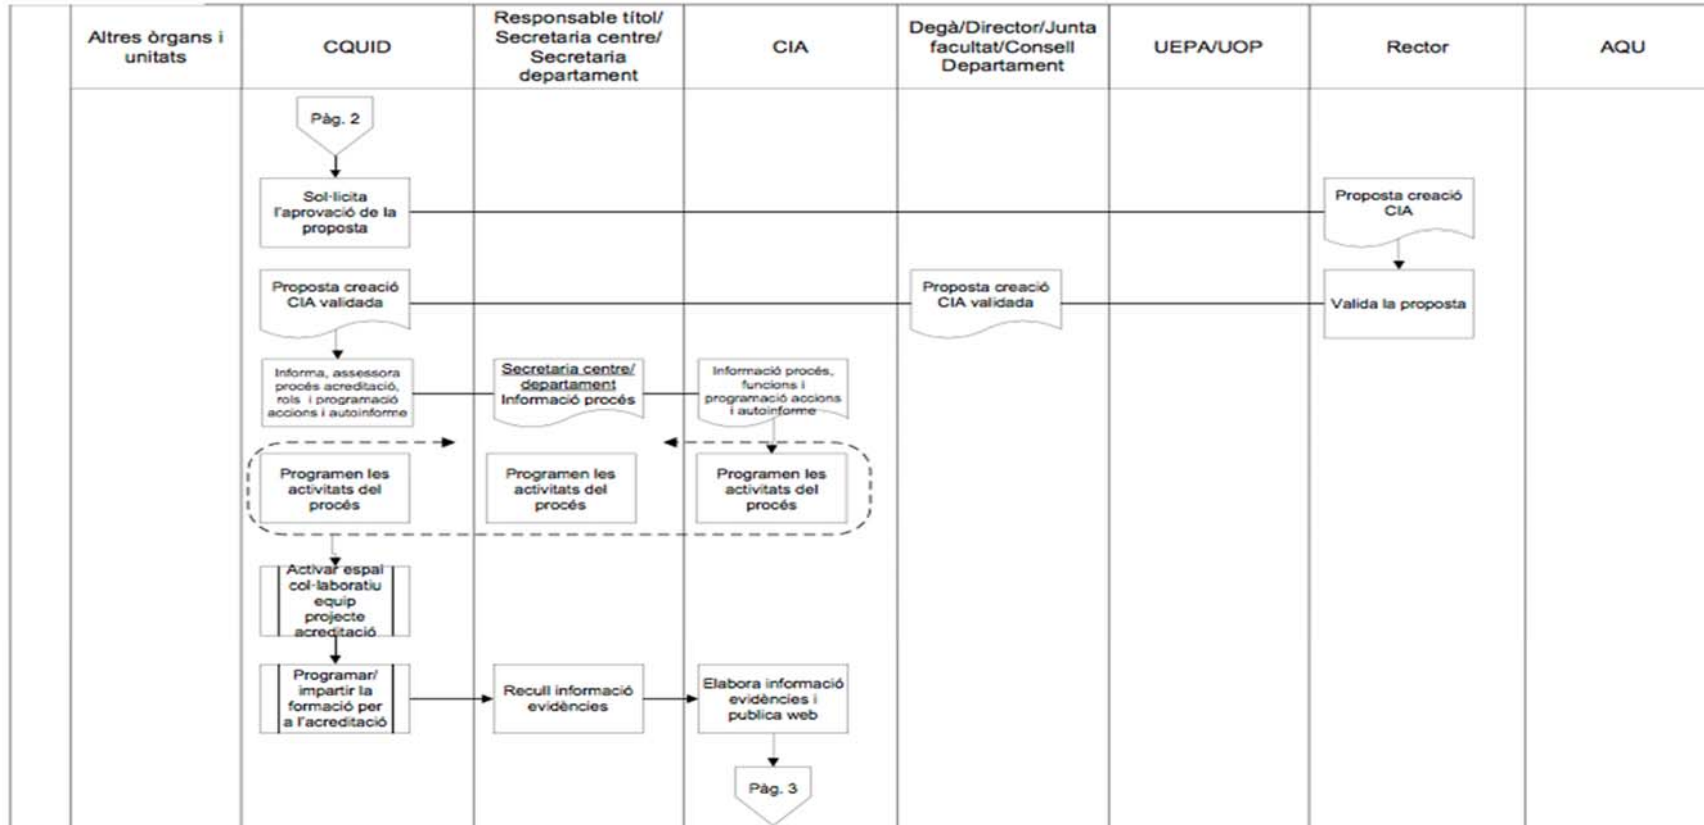 Altres òrgans i
unitats
CQUID
Responsable títol/
Secretaria centre/
Secretaria
departament
CIA
Degà/Director/Junta
facultat/Consell
Departament
UEPA/UOP
Rector
AQU
Pàg. 2
Sol·licita
l'aprovació de la
proposta
Proposta creació
CIA
Proposta creació
CIA validada
Proposta creació
CIA validada
Valida la proposta
Informa, assessora
procés acreditació,
rols i programació
accions i autoinforme
Secretaria centre/
departament
Informació procés
Informació procés,
funcions i
programació accions
i autoinforme
Programen les
activitats del
procés
Programen les
activitats del
procés
Programen les
activitats del
procés
Activar espal
col·laboratiu
equip
projecte
acreditació
Programar/
impartir la
formació per
a l'acreditació
Recull informació
evidències
Elabora informació
evidències i
publica web
Pàg. 3